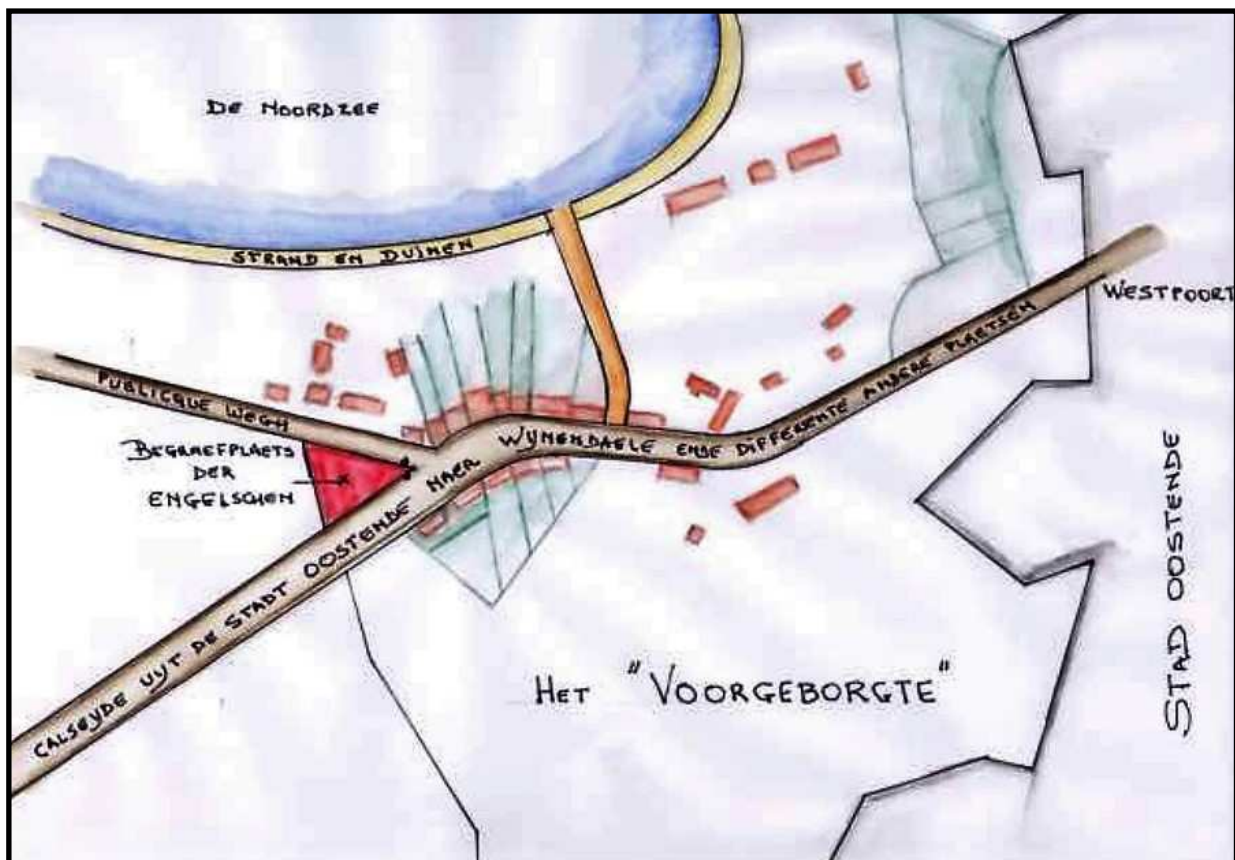 DE NOORDZEE
STRAND EN DUINEN
WESTPOORT
PUBLICQUE WEGH
BEGRAEFPLAETS
DER
ENGELSCHEN
CALSEYDE UYT DE STADT OOSTENDE NAER WYNENDAELE ENDE DIFFERENTE ANDERE PLAETSEN
HET "VOORGEBORGTE"
STAD OOSTENDE